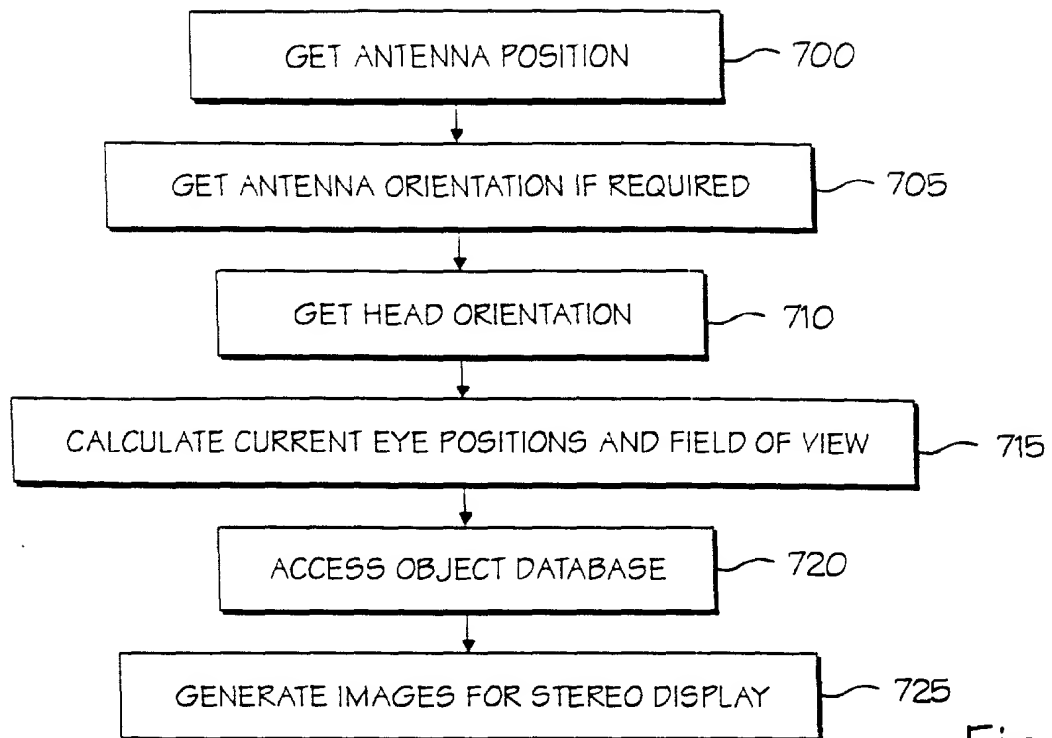 GET ANTENNA POSITION 700
GET ANTENNA ORIENTATION IF REQUIRED 705
GET HEAD ORIENTATION 710
CALCULATE CURRENT EYE POSITIONS AND FIELD OF VIEW 715
ACCESS OBJECT DATABASE 720
GENERATE IMAGES FOR STEREO DISPLAY 725